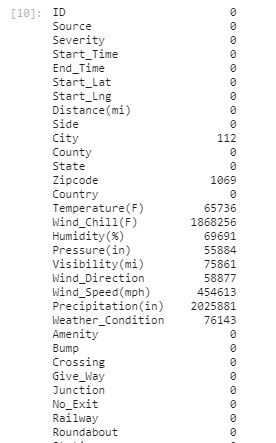 [10]: ID 0
Source 0
Severity 0
Start_Time 0
End_Time 0
Start_Lat 0
Start_Lng 0
Distance(mi) 0
Side 0
City 112
County 0
State 0
Zipcode 1069
Country 0
Temperature(F) 65736
Wind_Chill(F) 1868256
Humidity(%) 69691
Pressure(in) 55884
Visibility(mi) 75861
Wind_Direction 58877
Wind_Speed(mph) 454613
Precipitation(in) 2025881
Weather_Condition 76143
Amenity 0
Bump 0
Crossing 0
Give_Way 0
Junction 0
No_Exit 0
Railway 0
Roundabout 0